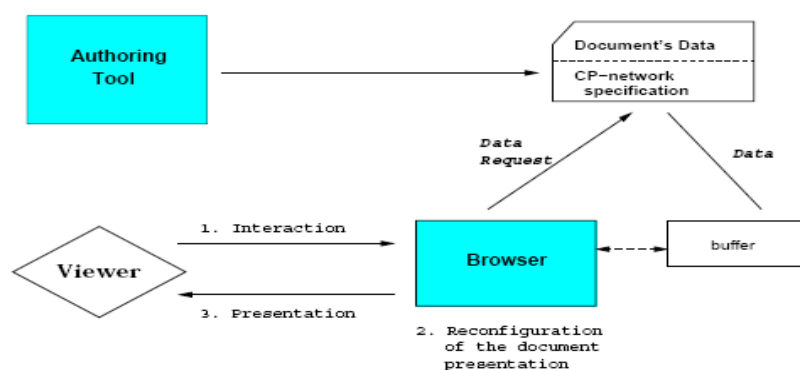 Authoring
Tool
Document's Data
CP-network
specification
Data
Request
Data
1. Interaction
Viewer
Browser
buffer
3. Presentation
2. Reconfiguration
of the document
presentation